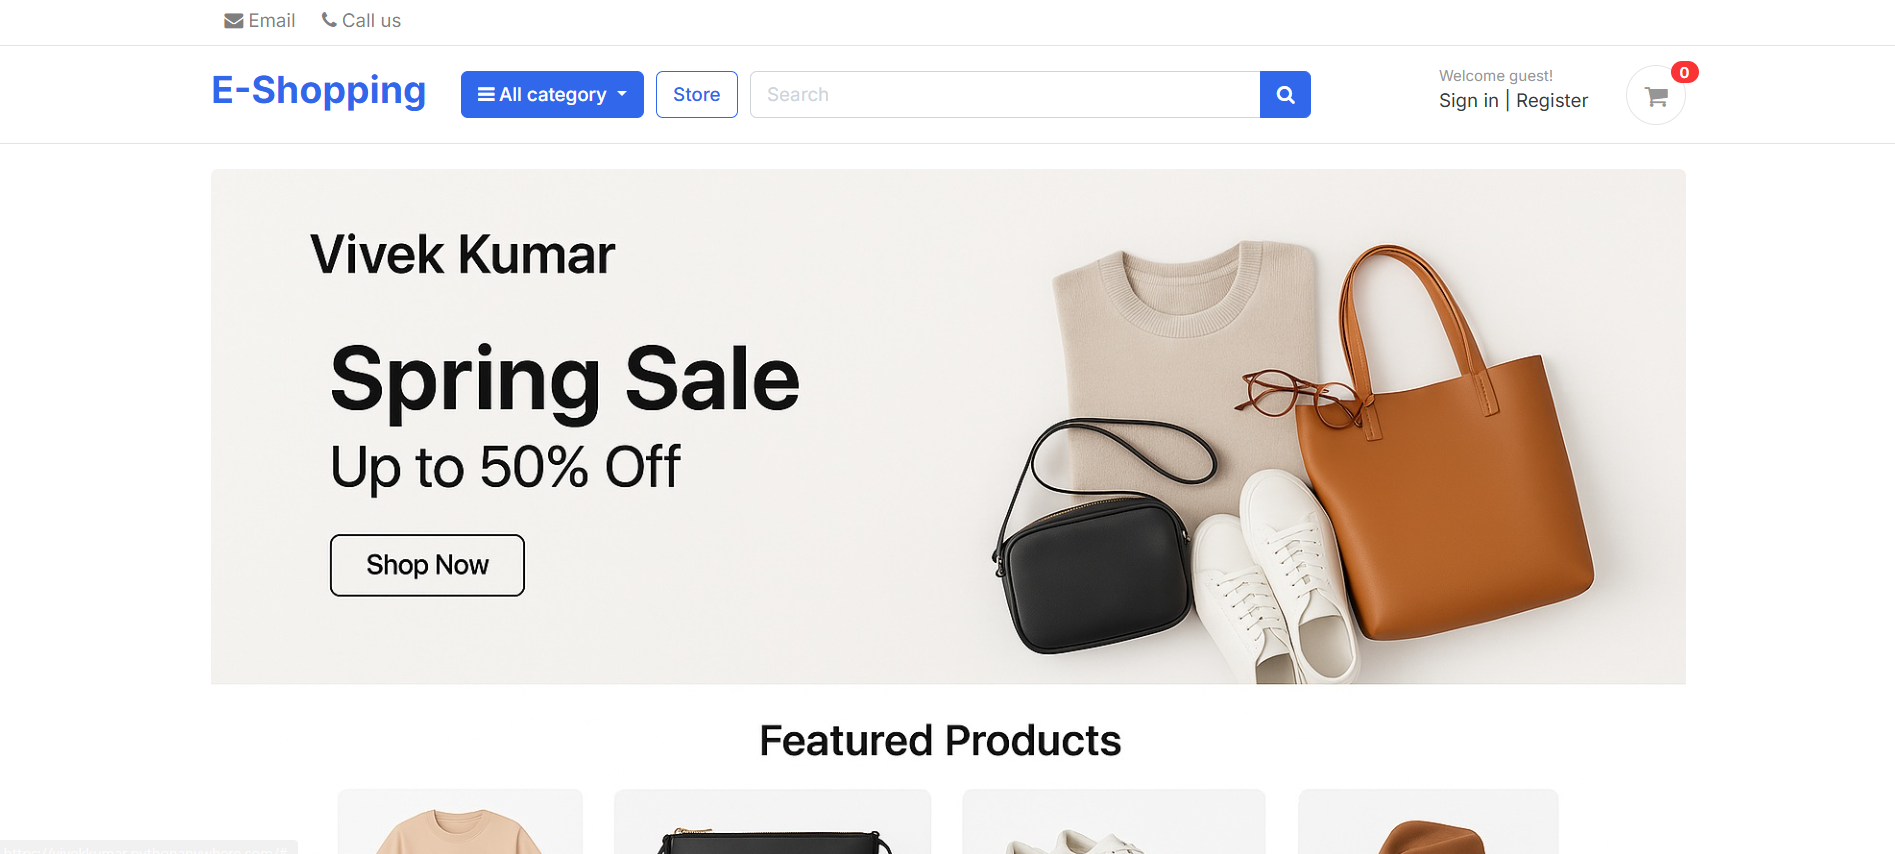 Email Call us
E-Shopping
All category
Store
Search
Welcome guest!
Sign in | Register
0
Vivek Kumar
Spring Sale
Up to 50% Off
Shop Now
Featured Products